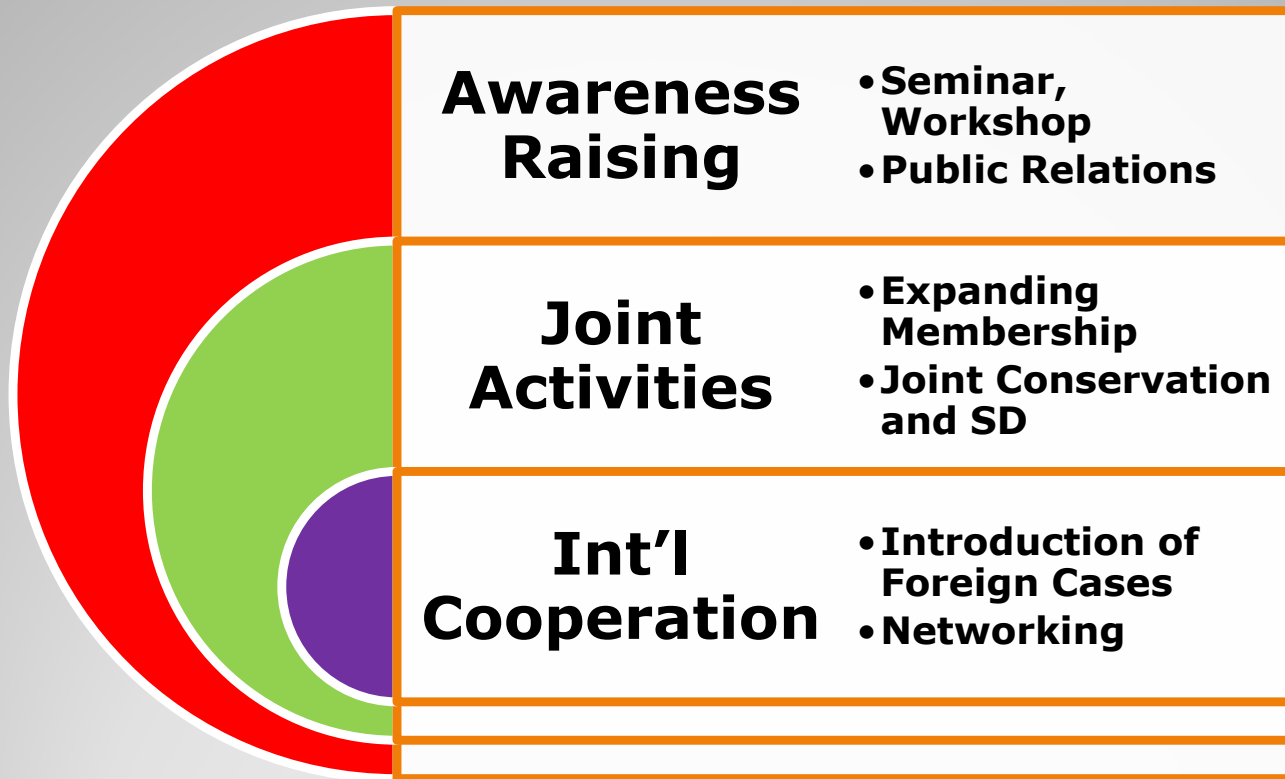 Awareness
Raising
•Seminar,
Workshop
•Public Relations
Joint
Activities
•Expanding
Membership
•Joint Conservation
and SD
Int’l
Cooperation
•Introduction of
Foreign Cases
•Networking